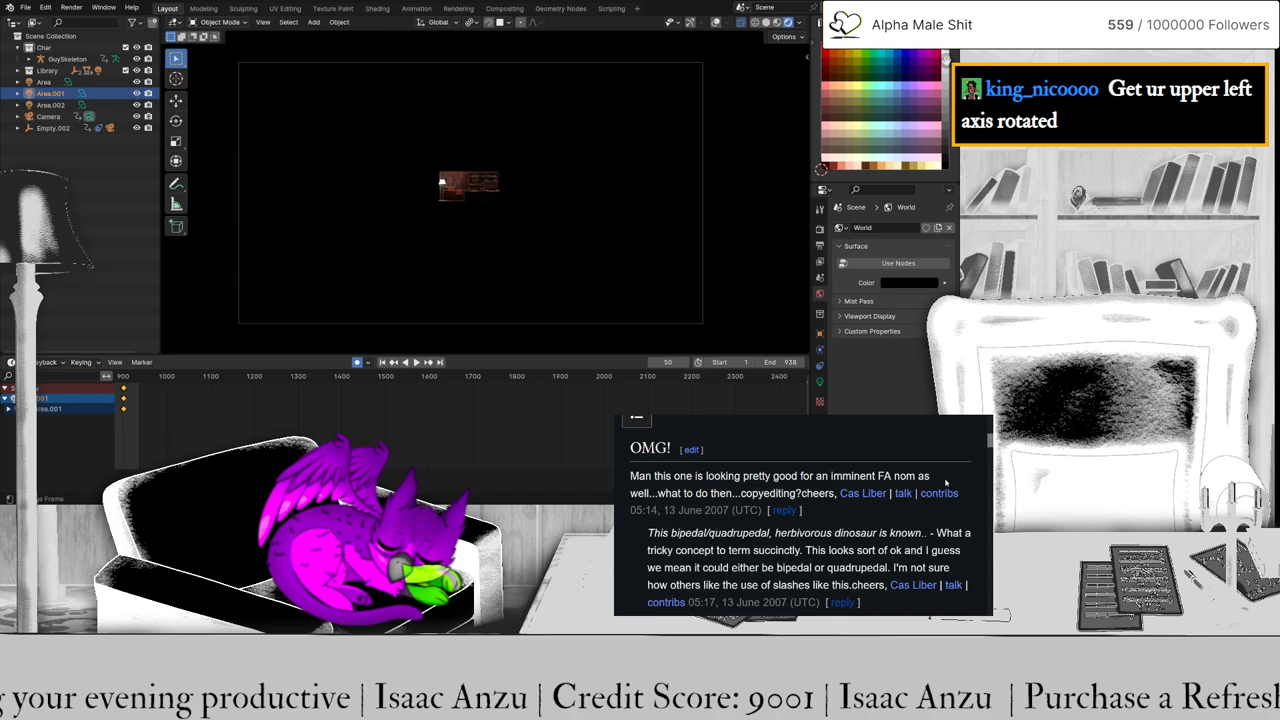 File Edit Render Window Help Layout Modeling Sculpting UV Editing Texture Paint Shading Animation Rendering Compositing Geometry Nodes Scripting Scene
Object Mode View Select Add Object Global
Options
Scene Collection
Char
GuySkeleton
Library
Area
Area.001
Area.002
Camera
Empty.002
Alpha Male Shit 559 / 1000000 Followers
king_nicoooo Get ur upper left
axis rotated
Scene > World
World
Surface
Use Nodes
Color
Mist Pass
Viewport Display
Custom Properties
Keying View Marker 50 Start 1 End 938
900 1000 1100 1200 1300 1400 1500 1600 1700 1800 1900 2000 2100 2200 2300 2400
OMG! [ edit ]
Man this one is looking pretty good for an imminent FA nom as
well...what to do then...copyediting?cheers, Cas Liber | talk | contribs
05:14, 13 June 2007 (UTC) [ reply ]
This bipedal/quadrupedal, herbivorous dinosaur is known.. - What a
tricky concept to term succinctly. This looks sort of ok and I guess
we mean it could either be bipedal or quadrupedal. I'm not sure
how others like the use of slashes like this.cheers, Cas Liber | talk |
contribs 05:17, 13 June 2007 (UTC) [ reply ]
g your evening productive | Isaac Anzu | Credit Score: 9001 | Isaac Anzu | Purchase a Refresh